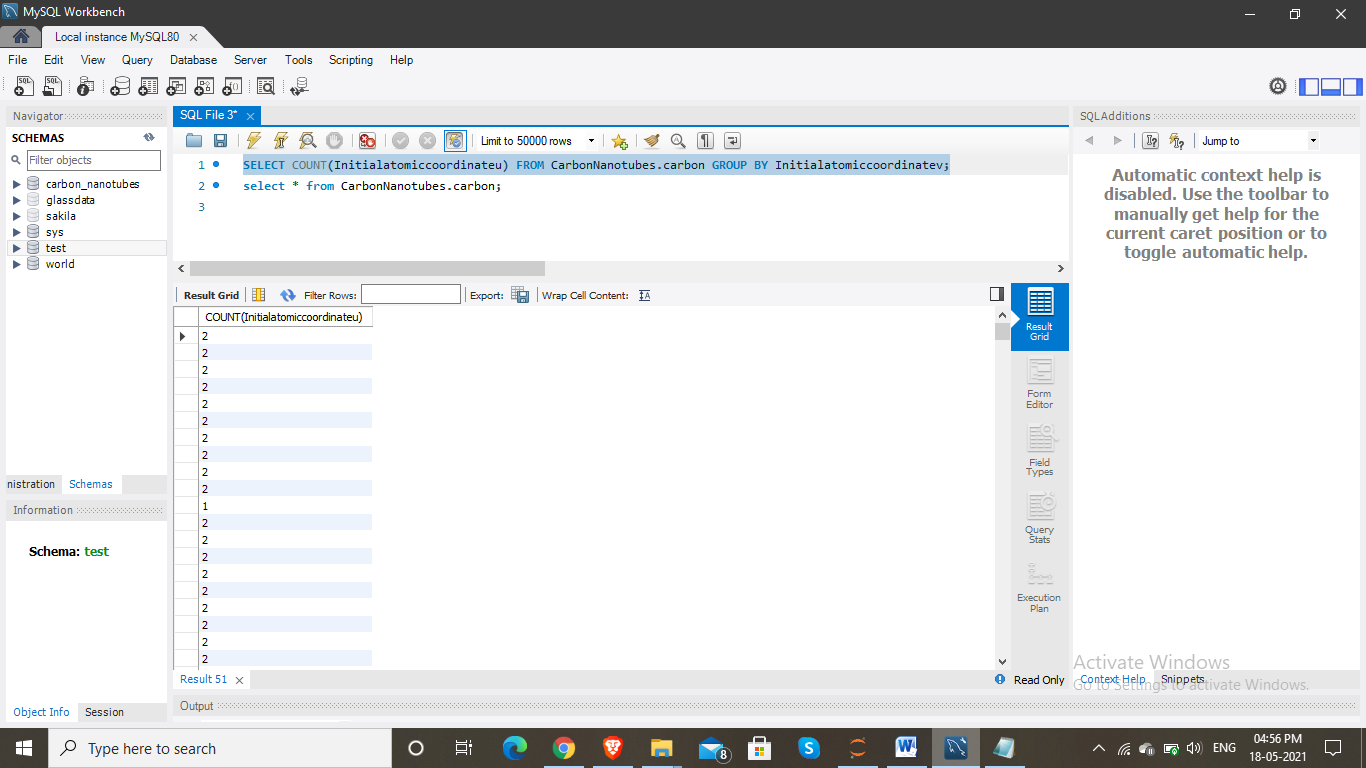 MySQL Workbench
Local instance MySQL80
File Edit View Query Database Server Tools Scripting Help
Navigator
SCHEMAS
Filter objects
carbon_nanotubes
glassdata
sakila
sys
test
world
nistration Schemas
Information
Schema: test
Object Info Session
SQL File 3*
Limit to 50000 rows
1 SELECT COUNT(Initialatomiccoordinateu) FROM CarbonNanotubes.carbon GROUP BY Initialatomiccoordinatev;
2 select * from CarbonNanotubes.carbon;
3
Result Grid Filter Rows: Export: Wrap Cell Content:
COUNT(Initialatomiccoordinateu)
2
2
2
2
2
2
2
2
2
2
1
2
2
2
2
2
2
2
2
2
Result Grid
Form Editor
Field Types
Query Stats
Execution Plan
Result 51
Read Only
Output
SQLAdditions
Jump to
Automatic context help is
disabled. Use the toolbar to
manually get help for the
current caret position or to
toggle automatic help.
Activate Windows
Go to Settings to activate Windows.
Context Help Snippets
Type here to search
8
ENG
04:56 PM
18-05-2021